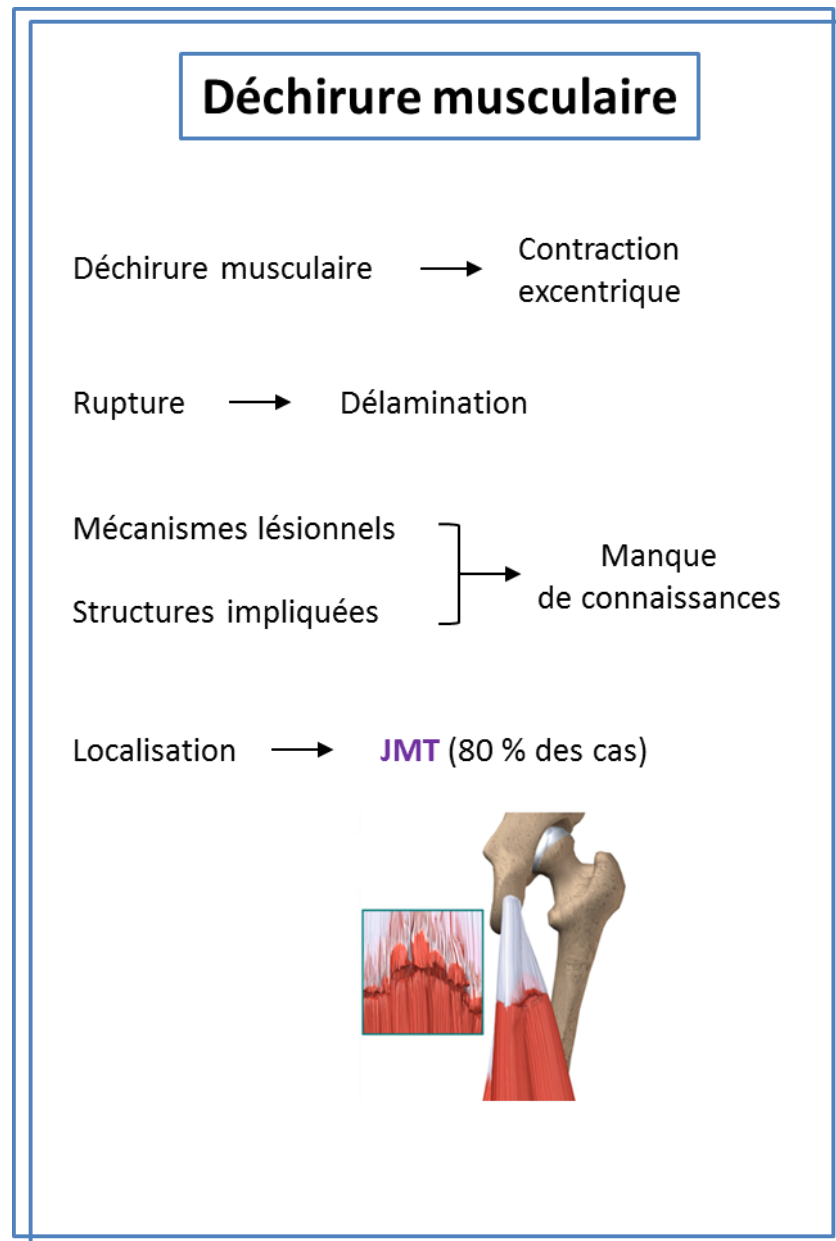 Déchirure musculaire
Déchirure musculaire → Contraction
excentrique
Rupture → Délamination
Mécanismes lésionnels
Structures impliquées
Manque
de connaissances
Localisation → JMT (80 % des cas)